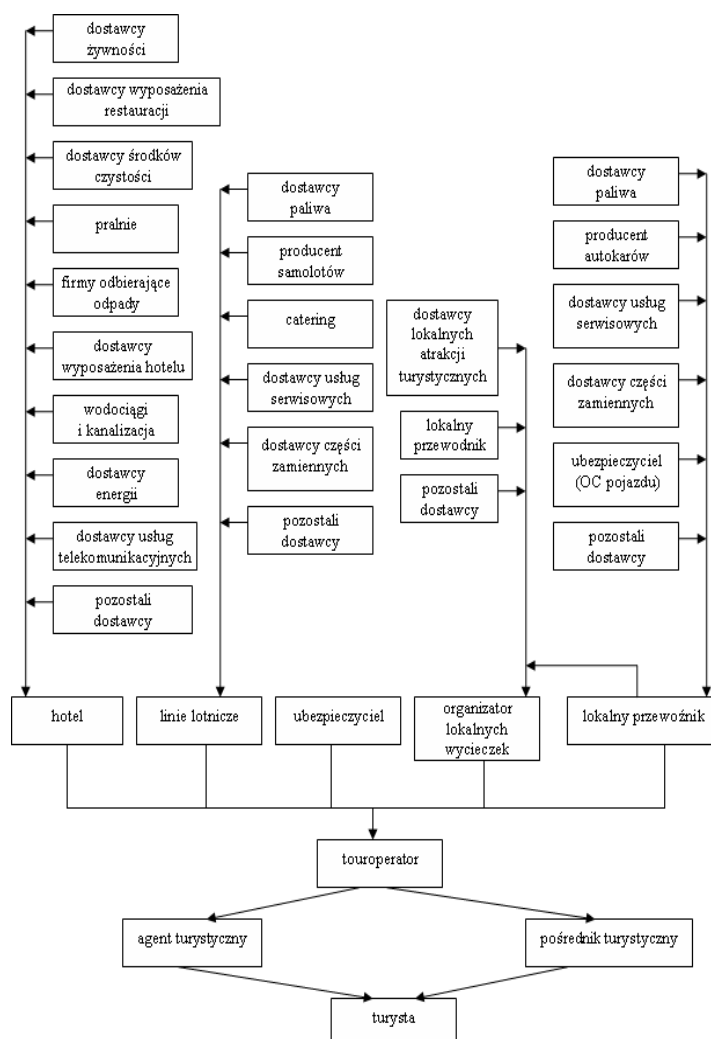 dostawcy
żywności
dostawcy wyposażenia
restauracji
dostawcy środków
czystości
pralnie
firmy odbierające
odpady
dostawcy
wyposażenia hotelu
wodociągi
i kanalizacja
dostawcy
energii
dostawcy usług
telekomunikacyjnych
pozostali
dostawcy
dostawcy
paliwa
producent
samolotów
catering
dostawcy usług
serwisowych
dostawcy części
zamiennych
pozostali
dostawcy
dostawcy
lokalnych
atrakcji
turystycznych
lokalny
przewodnik
pozostali
dostawcy
dostawcy
paliwa
producent
autokarów
dostawcy usług
serwisowych
dostawcy części
zamiennych
ubezpieczyciel
(OC pojazdu)
pozostali
dostawcy
hotel
linie lotnicze
ubezpieczyciel
organizator
lokalnych
wycieczek
lokalny przewoźnik
touroperator
agent turystyczny
pośrednik turystyczny
turysta